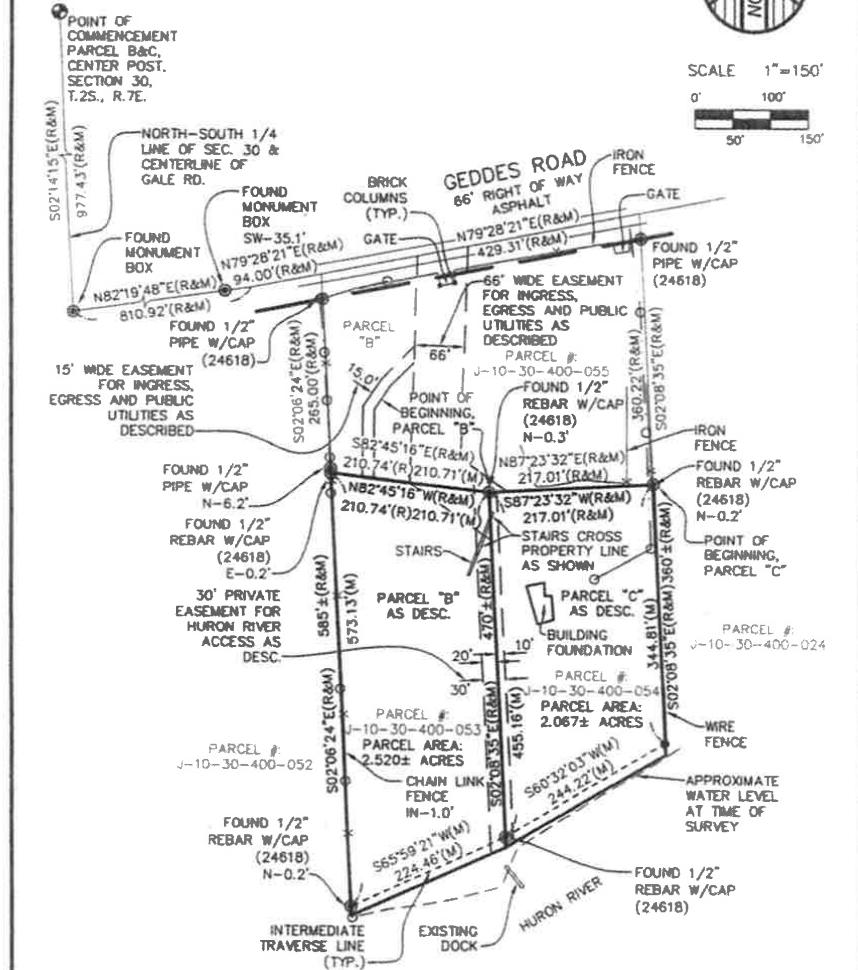 NO
POINT OF
COMMENCEMENT
PARCEL B&C,
CENTER POST,
SECTION 30,
T.2S., R.7E.
SCALE 1"=150'
0' 100'
50' 150'
S02°14'15"E(R&M)
977.43'(R&M)
NORTH-SOUTH 1/4
LINE OF SEC. 30 &
CENTERLINE OF
GALE RD.
FOUND
MONUMENT
BOX
FOUND
MONUMENT
BOX
SW-35.1'
BRICK
COLUMNS
(TYP.)
GATE
GEDDES ROAD
66' RIGHT OF WAY
ASPHALT
IRON
FENCE
GATE
N79°28'21"E(R&M)
94.00'(R&M)
N79°28'21"E(R&M)
429.31'(R&M)
N82°19'48"E(R&M)
810.92'(R&M)
FOUND 1/2"
PIPE W/CAP
(24618)
FOUND 1/2"
PIPE W/CAP
(24618)
PARCEL
"B"
66' WIDE EASEMENT
FOR INGRESS,
EGRESS AND PUBLIC
UTILITIES AS
DESCRIBED
66'
15' WIDE EASEMENT
FOR INGRESS,
EGRESS AND PUBLIC
UTILITIES AS
DESCRIBED
15.0'
S02°06'24"E(R&M)
265.00'(R&M)
PARCEL #:
J-10-30-400-055
360.22'(R&M)
S02°08'35"E(R&M)
POINT OF
BEGINNING,
PARCEL "B"
FOUND 1/2"
REBAR W/CAP
(24618)
N-0.3'
IRON
FENCE
S82°45'16"E(R&M)
210.74'(R)210.71'(M)
N87°23'32"E(R&M)
217.01'(R&M)
FOUND 1/2"
PIPE W/CAP
N-6.2'
FOUND 1/2"
REBAR W/CAP
(24618)
N-0.2'
N82°45'16"W(R&M)
210.74'(R)210.71'(M)
S87°23'32"W(R&M)
217.01'(R&M)
FOUND 1/2"
REBAR W/CAP
(24618)
E-0.2'
POINT OF
BEGINNING,
PARCEL "C"
STAIRS
STAIRS CROSS
PROPERTY LINE
AS SHOWN
30' PRIVATE
EASEMENT FOR
HURON RIVER
ACCESS AS
DESC.
585'±(R&M)
573.13'(M)
PARCEL "B"
AS DESC.
470'±(R&M)
PARCEL "C"
AS DESC.
BUILDING
FOUNDATION
S02°08'35"E(R&M)360'±(R&M)
344.81'(M)
PARCEL #:
J-10-30-400-024
20'
10'
30'
PARCEL #:
J-10-30-400-054
PARCEL AREA:
2.067± ACRES
PARCEL #:
J-10-30-400-053
PARCEL AREA:
2.520± ACRES
S02°08'35"E(R&M)
455.16'(M)
S02°06'24"E(R&M)
PARCEL #:
J-10-30-400-052
WIRE
FENCE
CHAIN LINK
FENCE
IN-1.0'
S60°32'03"W(M)
244.22'(M)
APPROXIMATE
WATER LEVEL
AT TIME OF
SURVEY
FOUND 1/2"
REBAR W/CAP
(24618)
N-0.2'
S65°59'21"W(M)
224.46'(M)
FOUND 1/2"
REBAR W/CAP
(24618)
INTERMEDIATE
TRAVERSE LINE
(TYP.)
EXISTING
DOCK
HURON RIVER